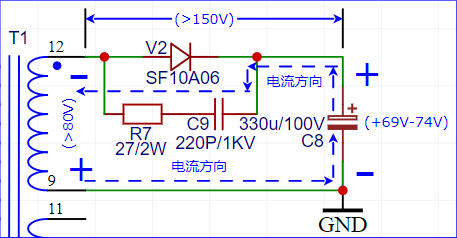 (>150V)
T1
12
V2
SF10A06
电流方向
+
-
(>80V)
R7
27/2W
C9
220P/1KV
330u/100V
C8
+
(+69V-74V)
电流方向
+
-
9
11
GND